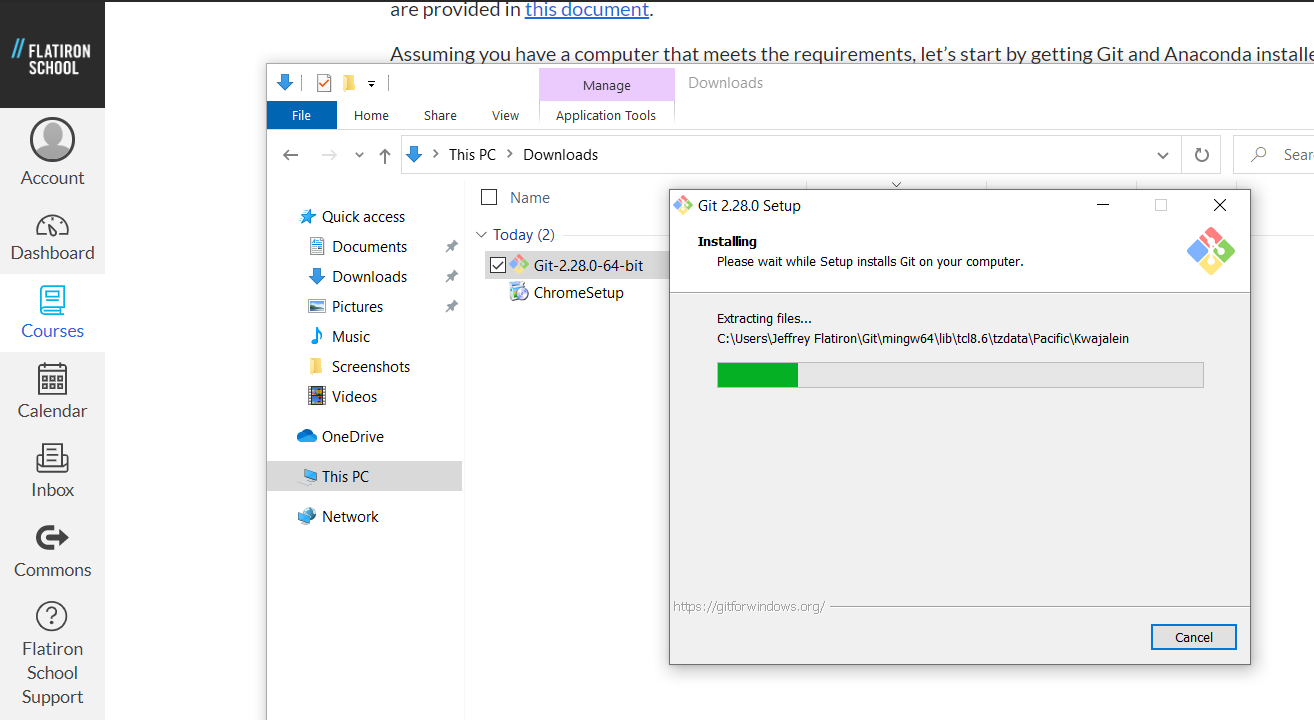 are provided in this document.
FLATIRON
SCHOOL
Assuming you have a computer that meets the requirements, let's start by getting Git and Anaconda installe
Account
Dashboard
Courses
Calendar
Inbox
Commons
Flatiron
School
Support
Manage
Downloads
File
Home
Share
View
Application Tools
This PC
Downloads
Sear
Quick access
Documents
Downloads
Pictures
Music
Screenshots
Videos
OneDrive
This PC
Network
Name
Today (2)
Git-2.28.0-64-bit
ChromeSetup
Git 2.28.0 Setup
Installing
Please wait while Setup installs Git on your computer.
Extracting files...
C:\Users\Jeffrey Flatiron\Git\mingw64\lib\tcl8.6\tzdata\Pacific\Kwajalein
https://gitforwindows.org/
Cancel